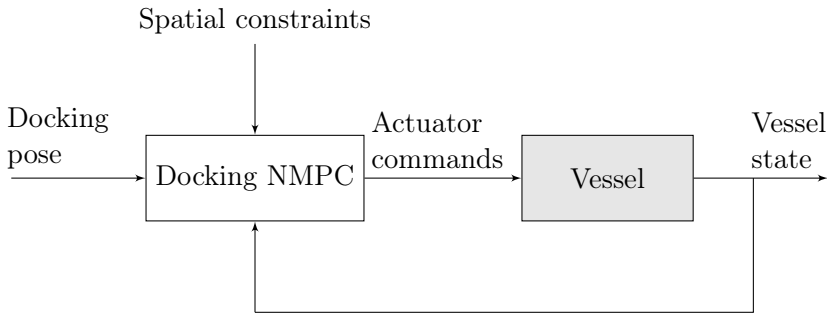 Spatial constraints
Docking
pose
Docking NMPC
Actuator
commands
Vessel
Vessel
state